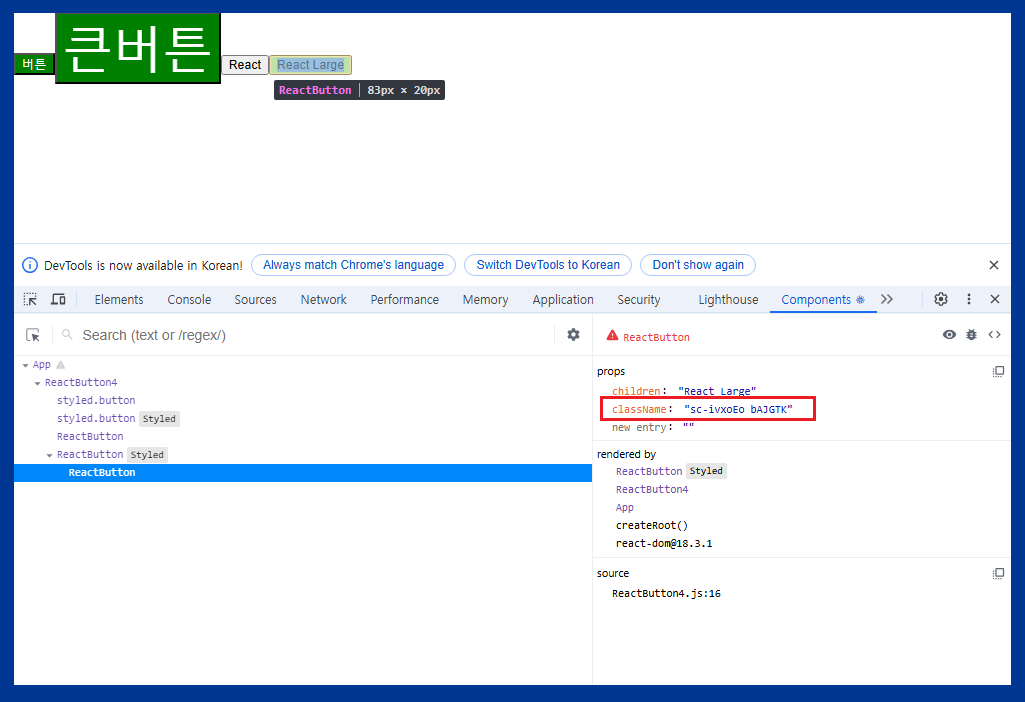 버튼 큰버튼 React React Large
ReactButton | 83px × 20px
DevTools is now available in Korean! Always match Chrome's language Switch DevTools to Korean Don't show again
Elements Console Sources Network Performance Memory Application Security Lighthouse Components
Search (text or /regex/)
App
ReactButton4
styled.button
styled.button Styled
ReactButton
ReactButton Styled
ReactButton
ReactButton
props
children: "React Large"
className: "sc-ivxoEo bAJGTK"
new entry: ""
rendered by
ReactButton Styled
ReactButton4
App
createRoot()
react-dom@18.3.1
source
ReactButton4.js:16